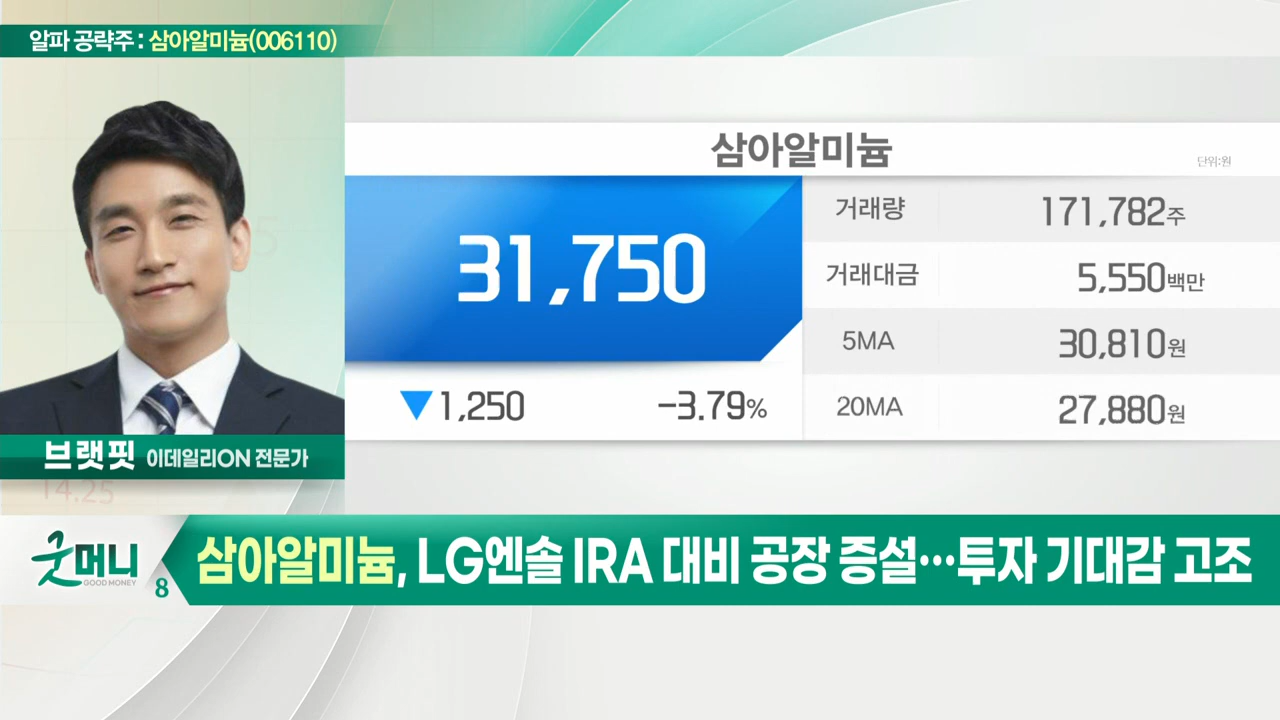 알파 공략주 : 삼아알미늄(006110)
삼아알미늄
단위:원
31,750
▼1,250 -3.79%
거래량 171,782주
거래대금 5,550백만
5MA 30,810원
20MA 27,880원
브랫핏 이데일리ON 전문가
14.25
굿머니
GOOD MONEY
8
삼아알미늄, LG엔솔 IRA 대비 공장 증설…투자 기대감 고조